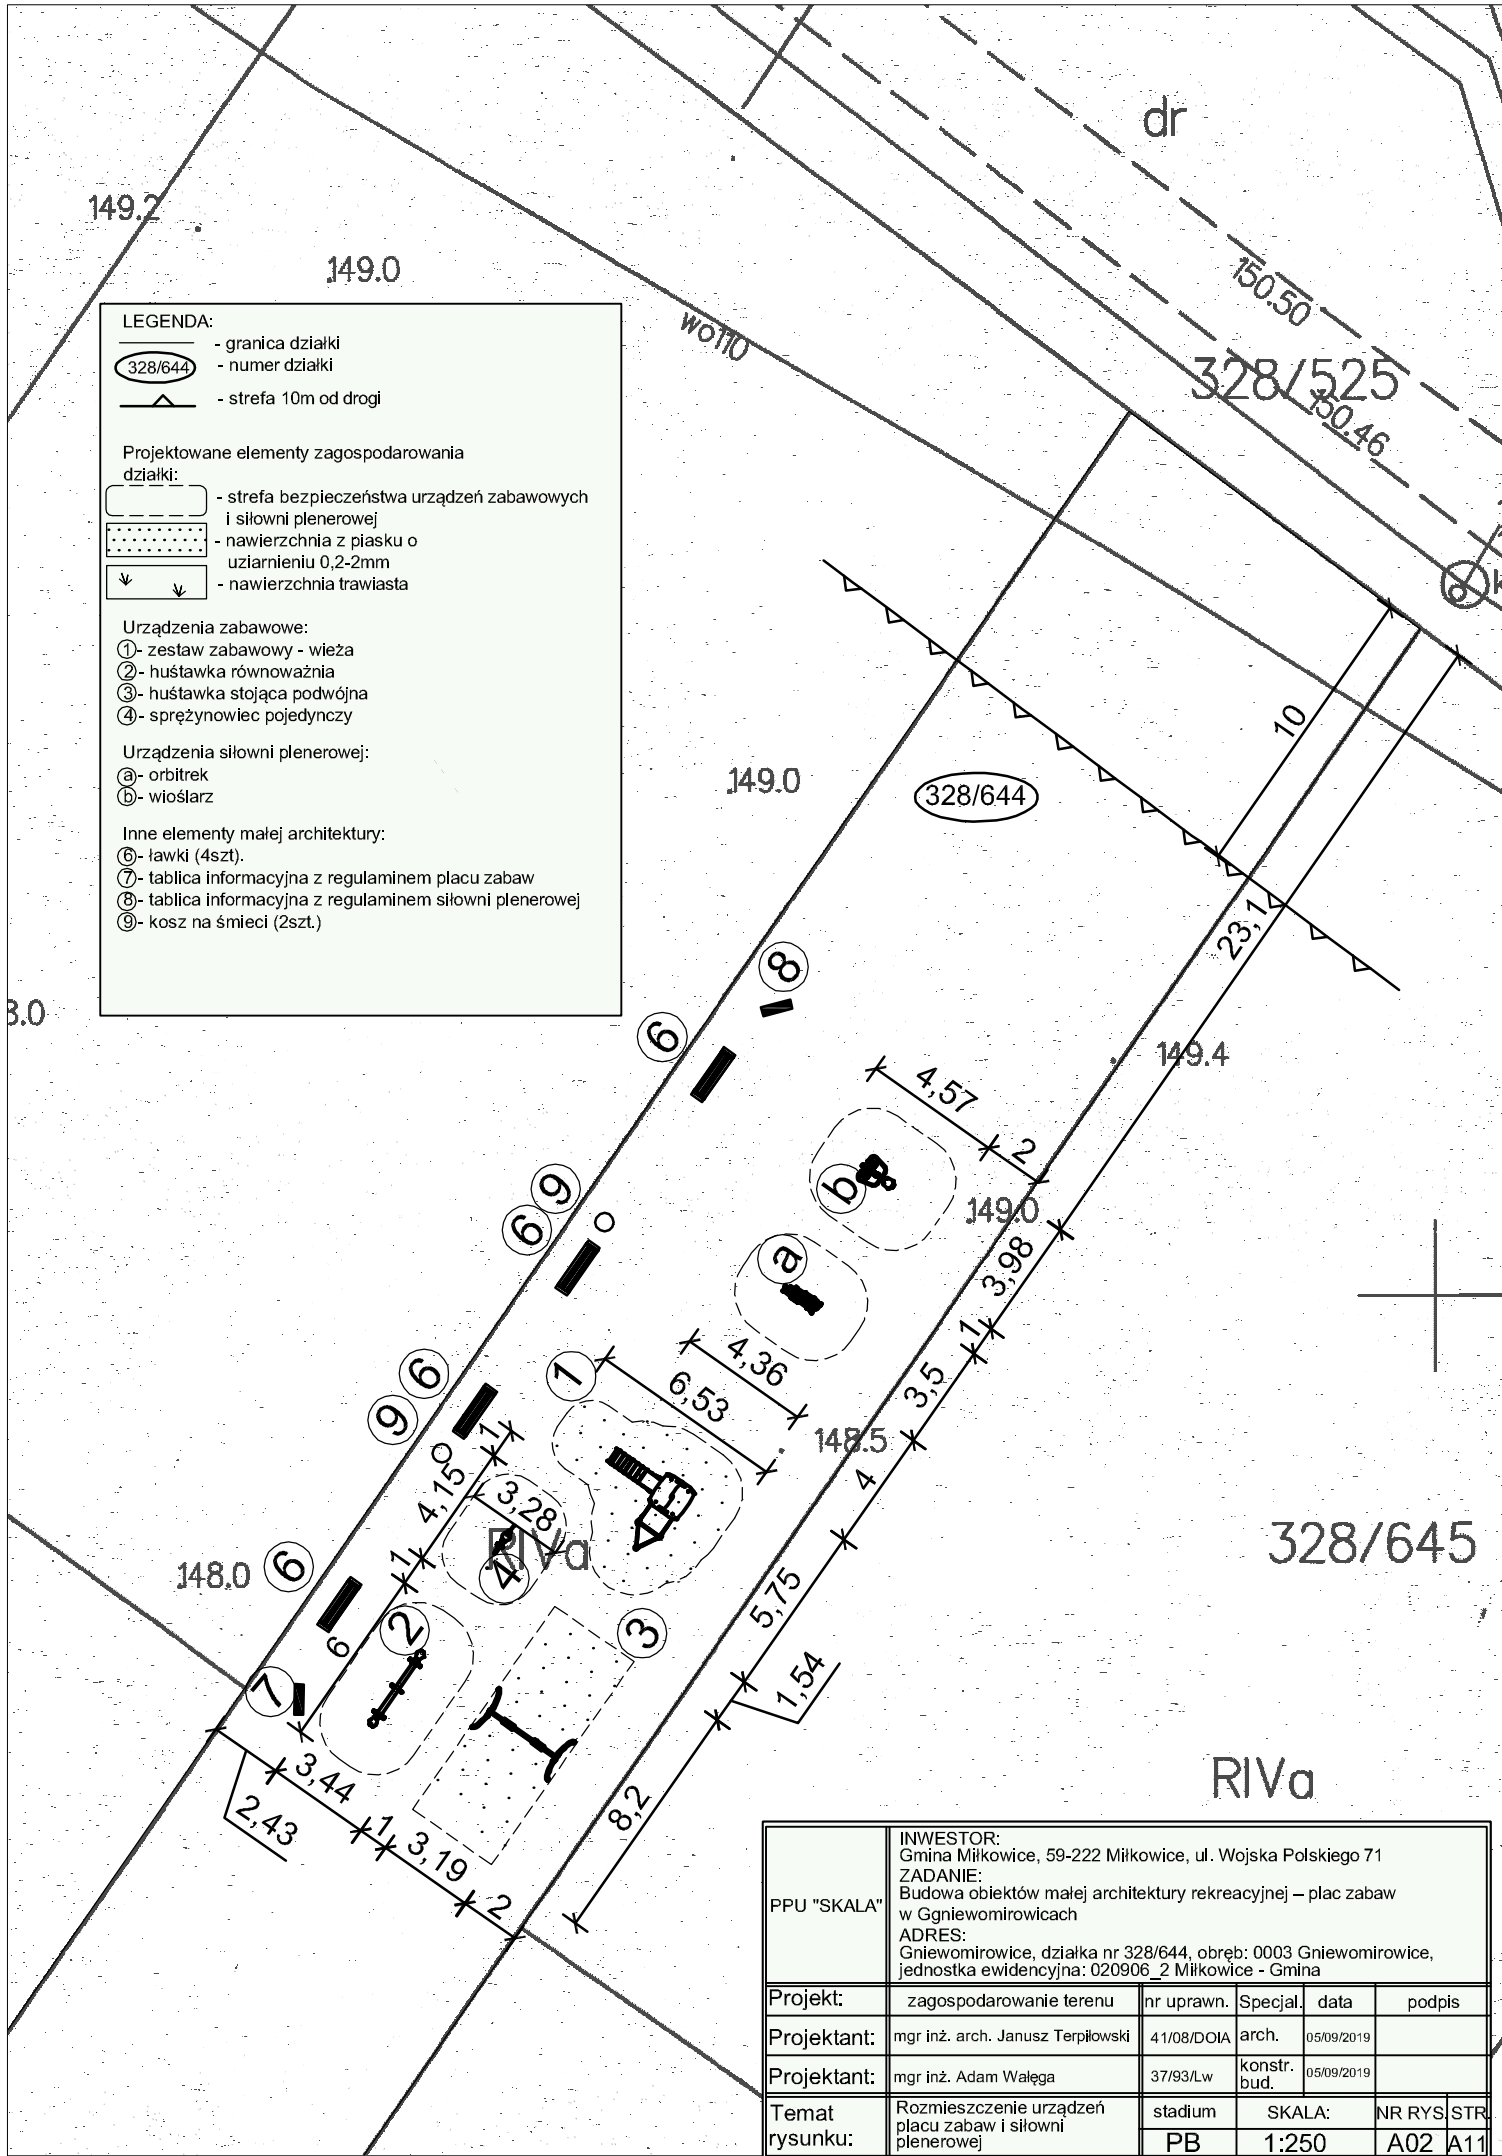 dr
149.2
149.0
wo110
150.50
328/525
150.46
LEGENDA:
- granica działki
328/644 - numer działki
- strefa 10m od drogi
Projektowane elementy zagospodarowania
działki:
- strefa bezpieczeństwa urządzeń zabawowych
i siłowni plenerowej
- nawierzchnia z piasku o
uziarnieniu 0,2-2mm
- nawierzchnia trawiasta
Urządzenia zabawowe:
1 - zestaw zabawowy - wieża
2 - huśtawka równoważnia
3 - huśtawka stojąca podwójna
4 - sprężynowiec pojedynczy
Urządzenia siłowni plenerowej:
a - orbitrek
b - wioślarz
Inne elementy małej architektury:
6 - ławki (4szt).
7 - tablica informacyjna z regulaminem placu zabaw
8 - tablica informacyjna z regulaminem siłowni plenerowej
9 - kosz na śmieci (2szt.)
k
10
149.0
328/644
23,1
8
8.0
6
149.4
4,57
2
b
9
6
149.0
a
3,98
1
4,36
6,53
1
3,5
6
9
1
148.5
4,15
3,28
4
RIVa
4
328/645
148.0
6
1
5,75
2
3
6
7
1,54
3,44
2,43
1
3,19
2
8,2
RIVa
PPU "SKALA"
INWESTOR:
Gmina Miłkowice, 59-222 Miłkowice, ul. Wojska Polskiego 71
ZADANIE:
Budowa obiektów małej architektury rekreacyjnej – plac zabaw
w Ggniewomirowicach
ADRES:
Gniewomirowice, działka nr 328/644, obręb: 0003 Gniewomirowice,
jednostka ewidencyjna: 020906_2 Miłkowice - Gmina
Projekt: zagospodarowanie terenu nr uprawn. Specjal. data podpis
Projektant: mgr inż. arch. Janusz Terpiłowski 41/08/DOIA arch. 05/09/2019
Projektant: mgr inż. Adam Wałęga 37/93/Lw konstr. bud. 05/09/2019
Temat rysunku:
Rozmieszczenie urządzeń
placu zabaw i siłowni
plenerowej
stadium SKALA: NR RYS. STR.
PB 1:250 A02 A11